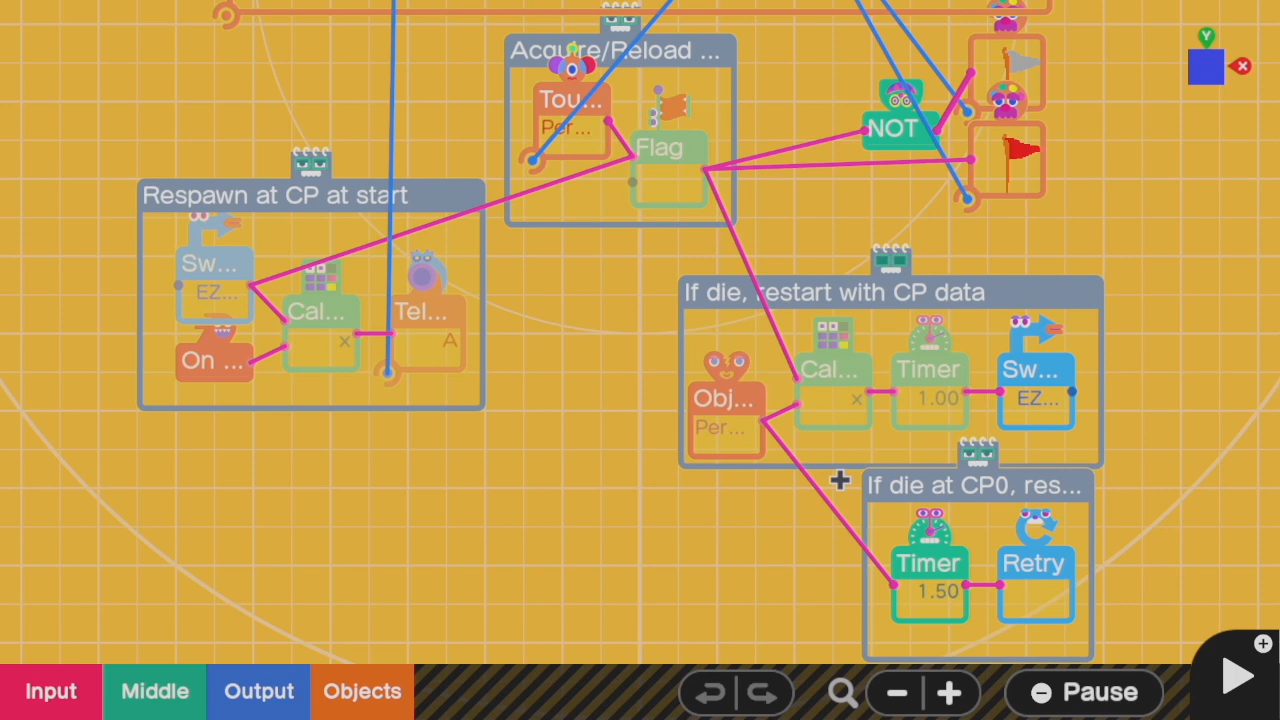 Acquire/Reload ...
Tou...
Per...
Flag
NOT
Y
Respawn at CP at start
Sw...
EZ...
Cal...
×
Tel...
A
On ...
If die, restart with CP data
Obj...
Per...
Cal...
×
Timer
1.00
Sw...
EZ...
If die at CP0, res...
Timer
1.50
Retry
Input
Middle
Output
Objects
Pause